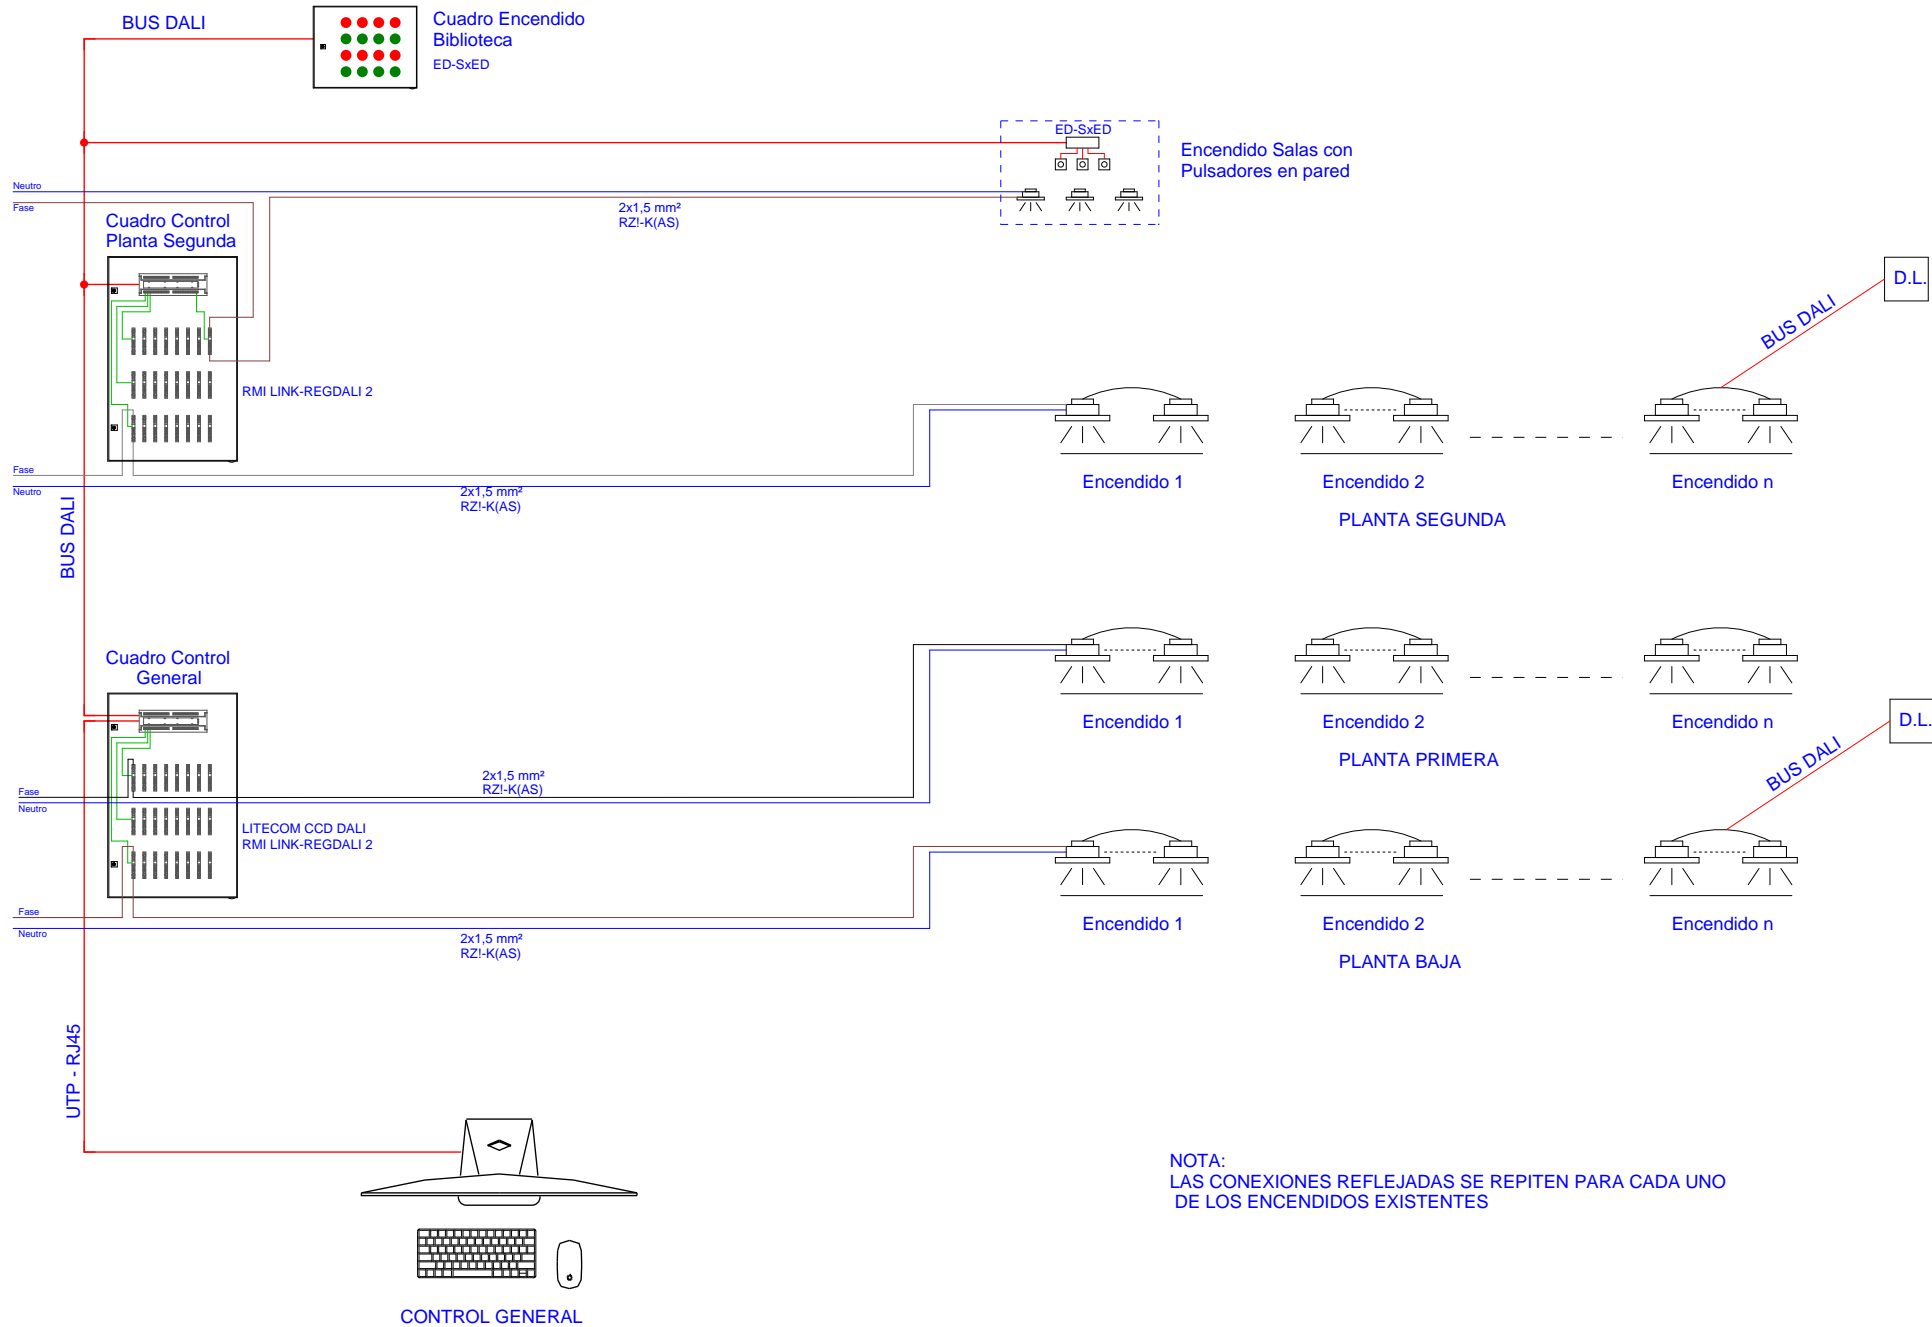 BUS DALI
Cuadro Encendido
Biblioteca
ED-SxED
ED-SxED
Encendido Salas con
Pulsadores en pared
Neutro
Fase
2x1,5 mm²
RZ!-K(AS)
Cuadro Control
Planta Segunda
D.L.
BUS DALI
RMI LINK-REGDALI 2
Fase
Neutro
2x1,5 mm²
RZ!-K(AS)
Encendido 1
Encendido 2
Encendido n
PLANTA SEGUNDA
BUS DALI
Cuadro Control
General
Encendido 1
Encendido 2
Encendido n
D.L.
PLANTA PRIMERA
BUS DALI
2x1,5 mm²
RZ!-K(AS)
Fase
Neutro
LITECOM CCD DALI
RMI LINK-REGDALI 2
Fase
Neutro
2x1,5 mm²
RZ!-K(AS)
Encendido 1
Encendido 2
Encendido n
PLANTA BAJA
UTP - RJ45
NOTA:
LAS CONEXIONES REFLEJADAS SE REPITEN PARA CADA UNO
DE LOS ENCENDIDOS EXISTENTES
CONTROL GENERAL